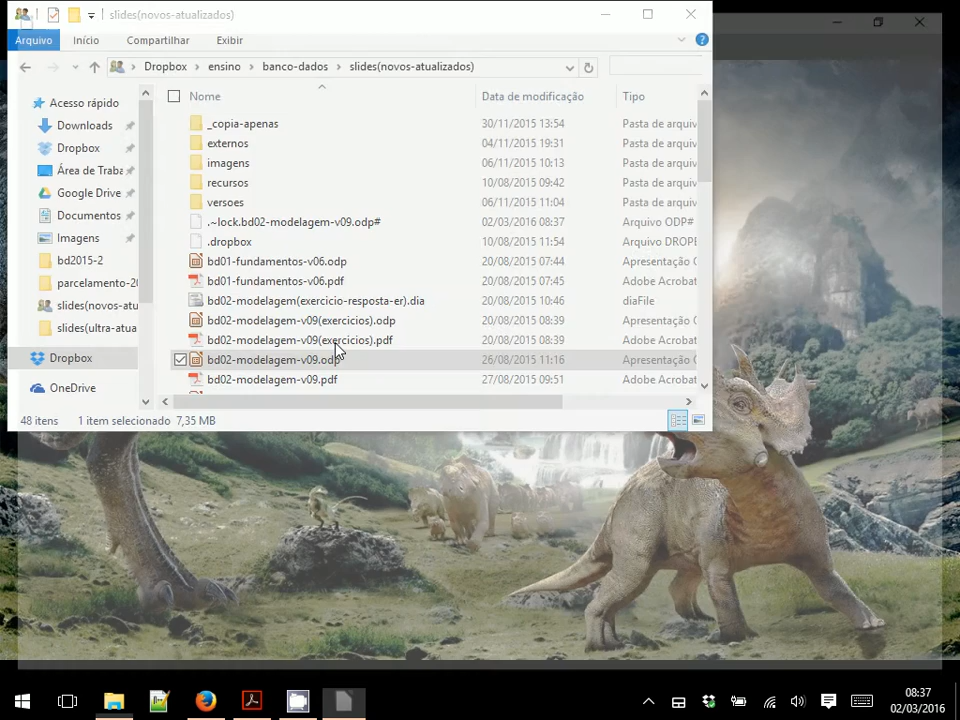 slides(novos-atualizados)
Arquivo Início Compartilhar Exibir
Dropbox ensino banco-dados slides(novos-atualizados)
Nome Data de modificação Tipo
Acesso rápido
Downloads
Dropbox
Área de Traba
Google Drive
Documentos
Imagens
bd2015-2
parcelamento-20
slides(novos-atu
slides(ultra-atua
Dropbox
OneDrive
_copia-apenas 30/11/2015 13:54 Pasta de arquiv
externos 04/11/2015 19:31 Pasta de arquiv
imagens 06/11/2015 10:13 Pasta de arquiv
recursos 10/08/2015 09:42 Pasta de arquiv
versoes 06/11/2015 11:04 Pasta de arquiv
.~lock.bd02-modelagem-v09.odp# 02/03/2016 08:37 Arquivo ODP#
.dropbox 10/08/2015 11:54 Arquivo DROPE
bd01-fundamentos-v06.odp 20/08/2015 07:44 Apresentação O
bd01-fundamentos-v06.pdf 20/08/2015 07:45 Adobe Acrobat
bd02-modelagem(exercicio-resposta-er).dia 20/08/2015 10:46 diaFile
bd02-modelagem-v09(exercicios).odp 20/08/2015 08:39 Apresentação O
bd02-modelagem-v09(exercicios).pdf 20/08/2015 08:39 Adobe Acrobat
bd02-modelagem-v09.odp 26/08/2015 11:16 Apresentação O
bd02-modelagem-v09.pdf 27/08/2015 09:51 Adobe Acrobat
48 itens 1 item selecionado 7,35 MB
08:37
02/03/2016